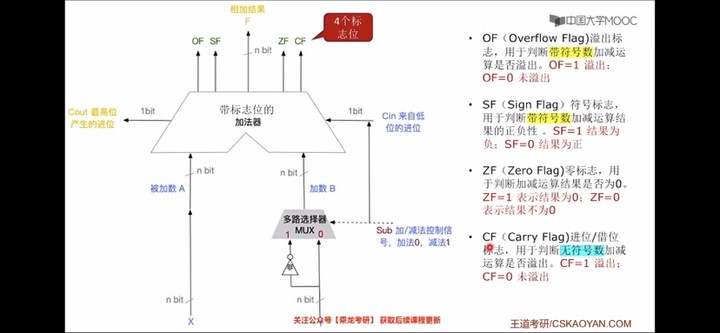 中国大学MOOC
相加结果
F
4个标
志位
n bit
OF SF ZF CF
Cout 最高位
产生的进位
1bit
带标志位的
加法器
1bit
Cin 来自低
位的进位
n bit
n bit
被加数 A
加数 B
多路选择器
MUX
1 0
Sub 加/减法控制信
号，加法0，减法1
非
n bit
n bit
n bit
X
关注公众号【乘龙考研】 获取后续课程更新
• OF（Overflow Flag)溢出标
志，用于判断带符号数加减运
算是否溢出。OF=1 溢出；
OF=0 未溢出
• SF（Sign Flag）符号标志，
用于判断带符号数加减运算结
果的正负性 。SF=1 结果为
负；SF=0 结果为正
• ZF（Zero Flag)零标志，用
于判断加减运算结果是否为0。
ZF=1 表示结果为0；ZF=0
表示结果不为0
• CF（Carry Flag)进位/借位
标志，用于判断无符号数加减
运算是否溢出。CF=1 溢出；
CF=0 未溢出
王道考研/CSKAOYAN.COM